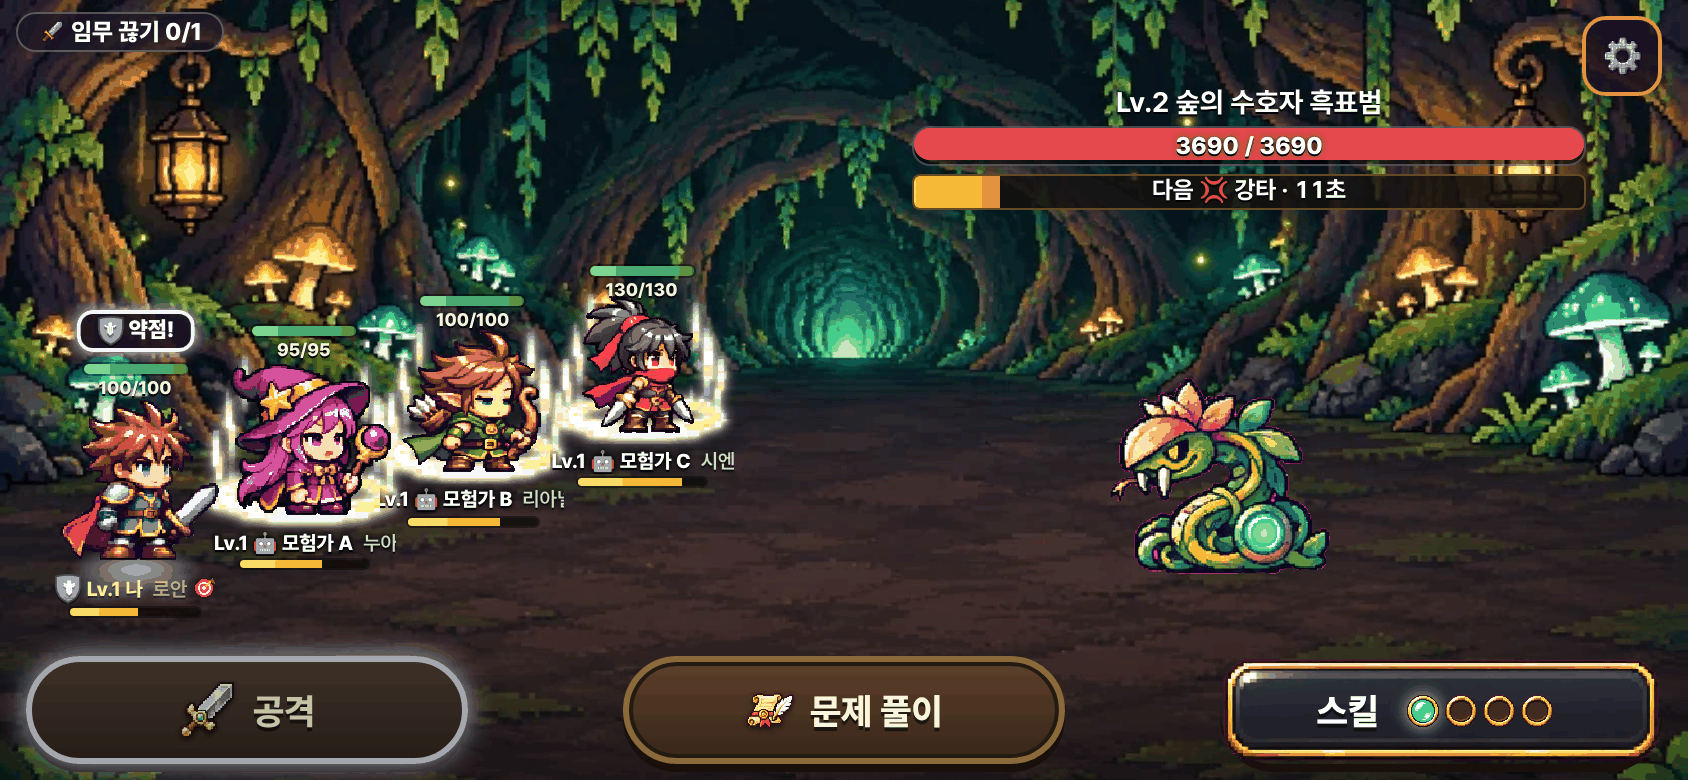 임무 끊기 0/1
Lv.2 숲의 수호자 흑표범
3690 / 3690
다음 강타 · 11초
130/130
100/100
약점!
95/95
100/100
Lv.1 모험가 C 시엔
Lv.1 모험가 B 리아
Lv.1 모험가 A 누아
Lv.1 나 로안
공격
문제 풀이
스킬